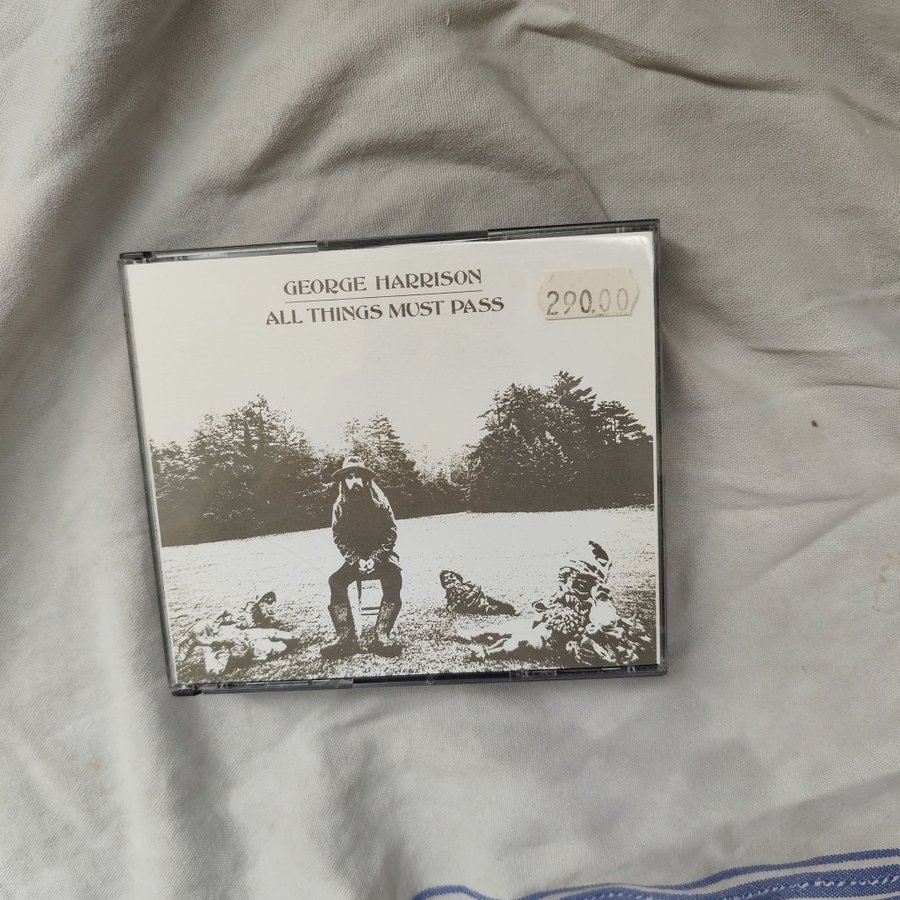 GEORGE HARRISON
ALL THINGS MUST PASS
290.00